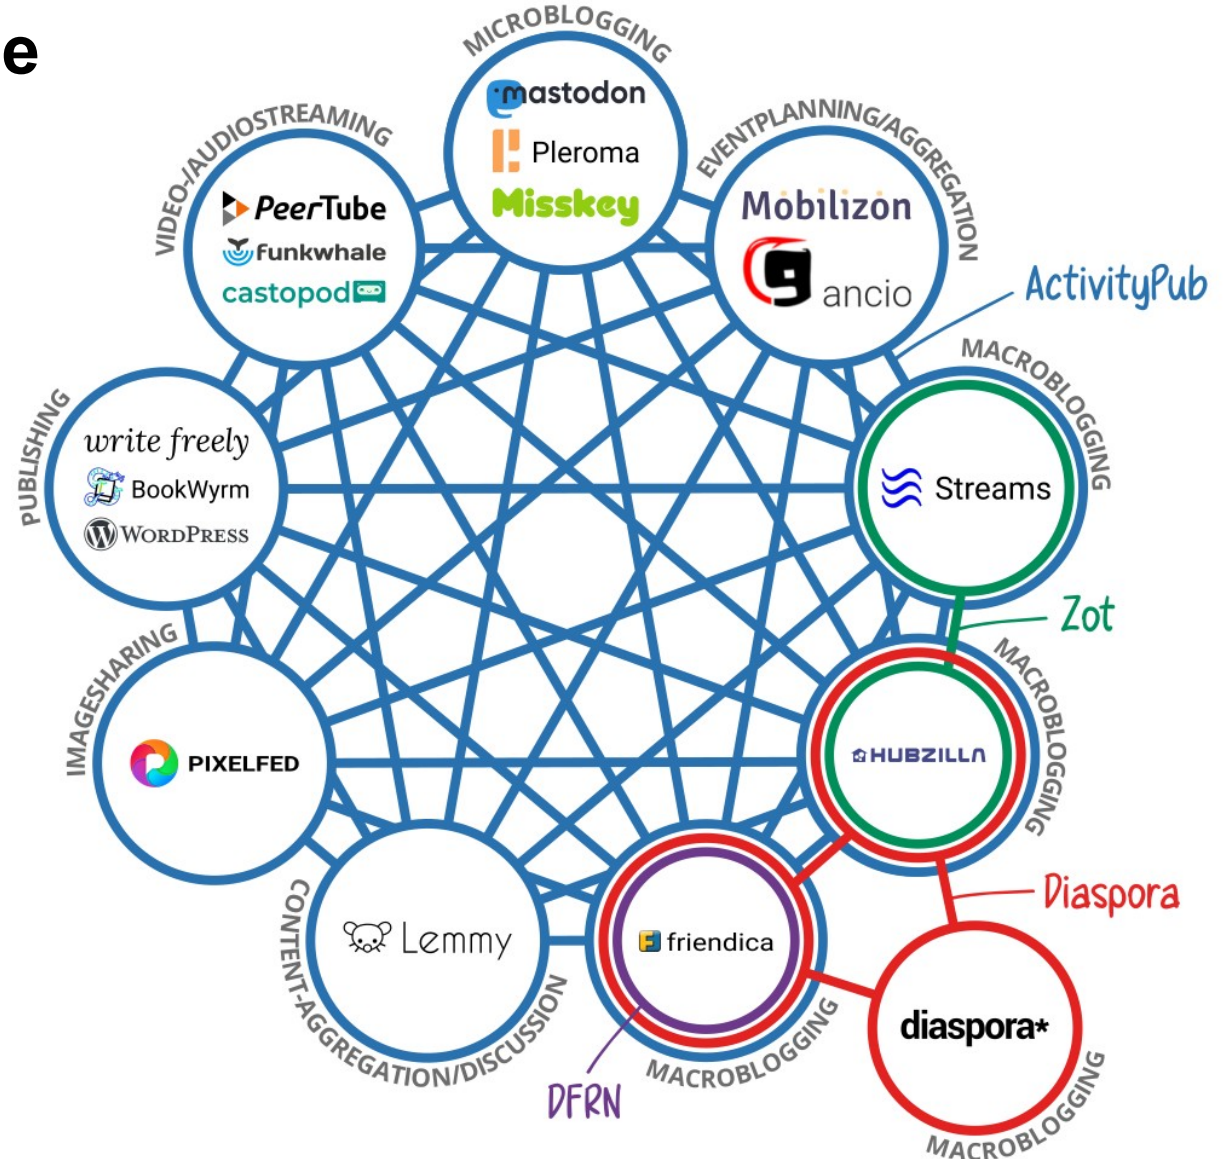 e
MICROBLOGGING
mastodon
Pleroma
Misskey
VIDEO-/AUDIOSTREAMING
PeerTube
funkwhale
castopod
EVENTPLANNING/AGGREGATION
Mobilizon
g ancio
ActivityPub
PUBLISHING
write freely
BookWyrm
WORDPRESS
MACROBLOGGING
Streams
Zot
IMAGESHARING
PIXELFED
MACROBLOGGING
HUBZILLA
CONTENT-AGGREGATION/DISCUSSION
Lemmy
MACROBLOGGING
friendica
DFRN
Diaspora
diaspora*
MACROBLOGGING